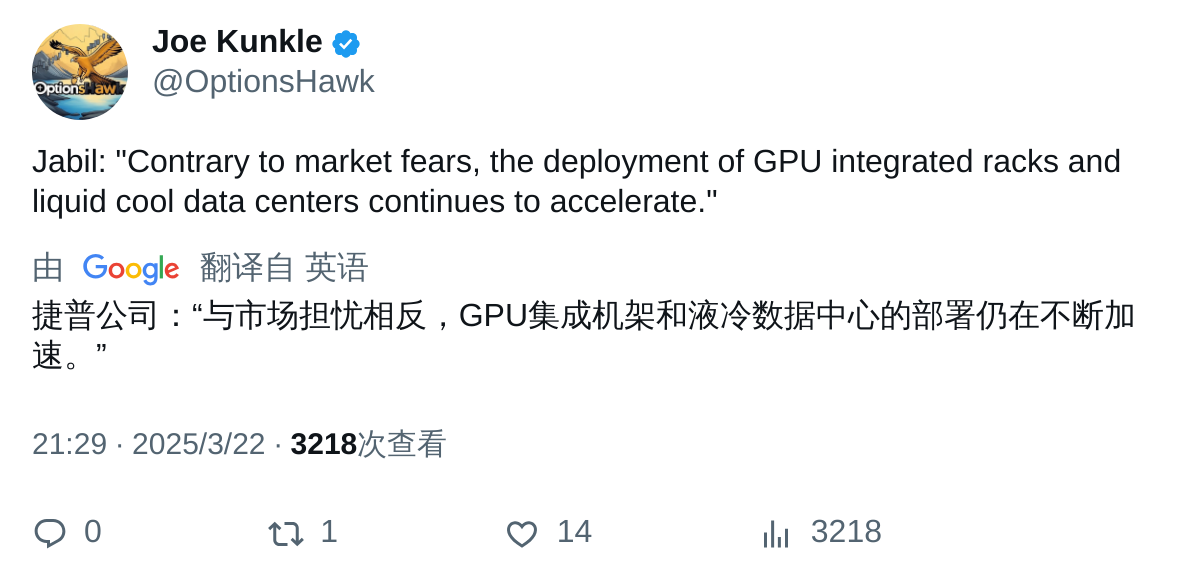 OptionsHawk
Joe Kunkle
@OptionsHawk
Jabil: "Contrary to market fears, the deployment of GPU integrated racks and
liquid cool data centers continues to accelerate."
由 Google 翻译自 英语
捷普公司：“与市场担忧相反，GPU集成机架和液冷数据中心的部署仍在不断加
速。”
21:29 · 2025/3/22 · 3218次查看
0 1 14 3218